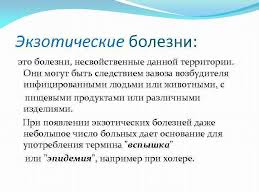 Экзотические болезни:
это болезни, несвойственные данной территории.
Они могут быть следствием завоза возбудителя
инфицированными людьми или животными, с
пищевыми продуктами или различными
изделиями.
При появлении экзотических болезней даже
небольшое число больных дает основание для
употребления термина "вспышка"
или "эпидемия", например при холере.